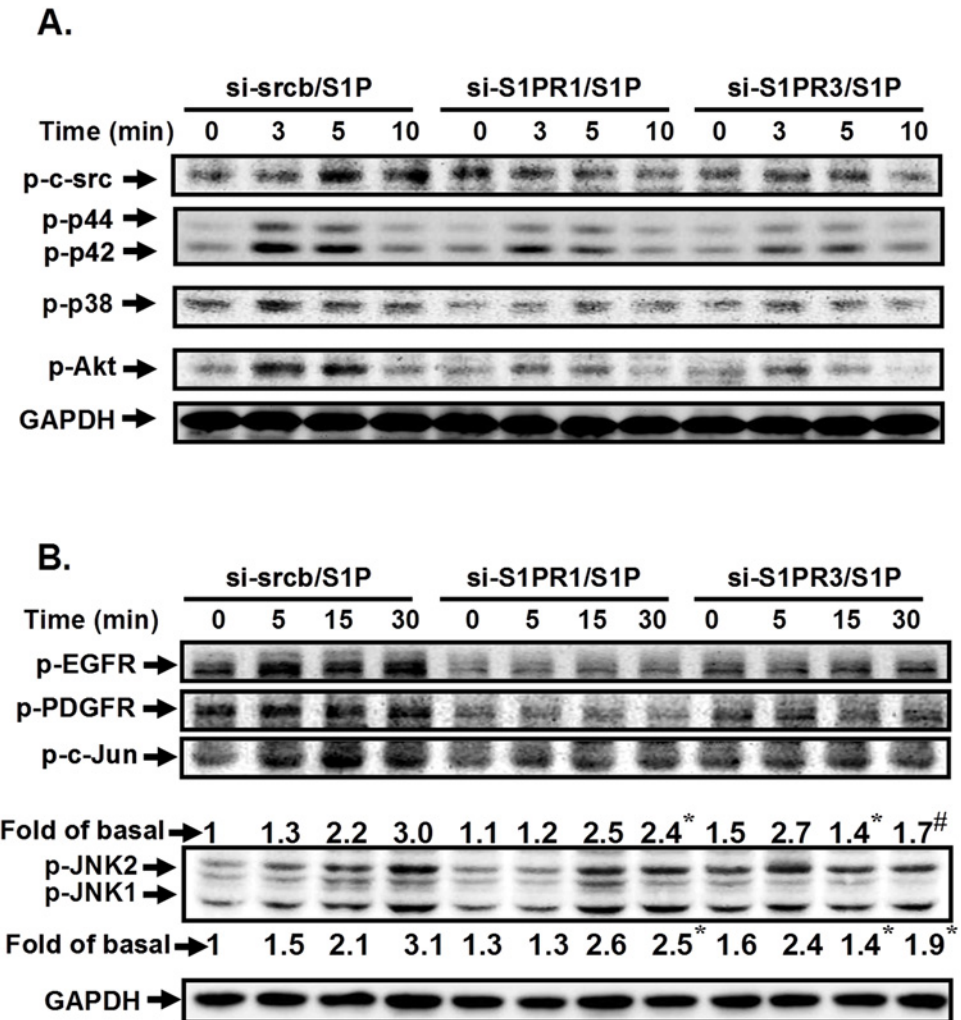 A.
si-srcb/S1P si-S1PR1/S1P si-S1PR3/S1P
Time (min) 0 3 5 10 0 3 5 10 0 3 5 10
p-c-src
p-p44
p-p42
p-p38
p-Akt
GAPDH
B.
si-srcb/S1P si-S1PR1/S1P si-S1PR3/S1P
Time (min) 0 5 15 30 0 5 15 30 0 5 15 30
p-EGFR
p-PDGFR
p-c-Jun
Fold of basal 1 1.3 2.2 3.0 1.1 1.2 2.5 2.4* 1.5 2.7 1.4* 1.7#
p-JNK2
p-JNK1
Fold of basal 1 1.5 2.1 3.1 1.3 1.3 2.6 2.5* 1.6 2.4 1.4* 1.9*
GAPDH